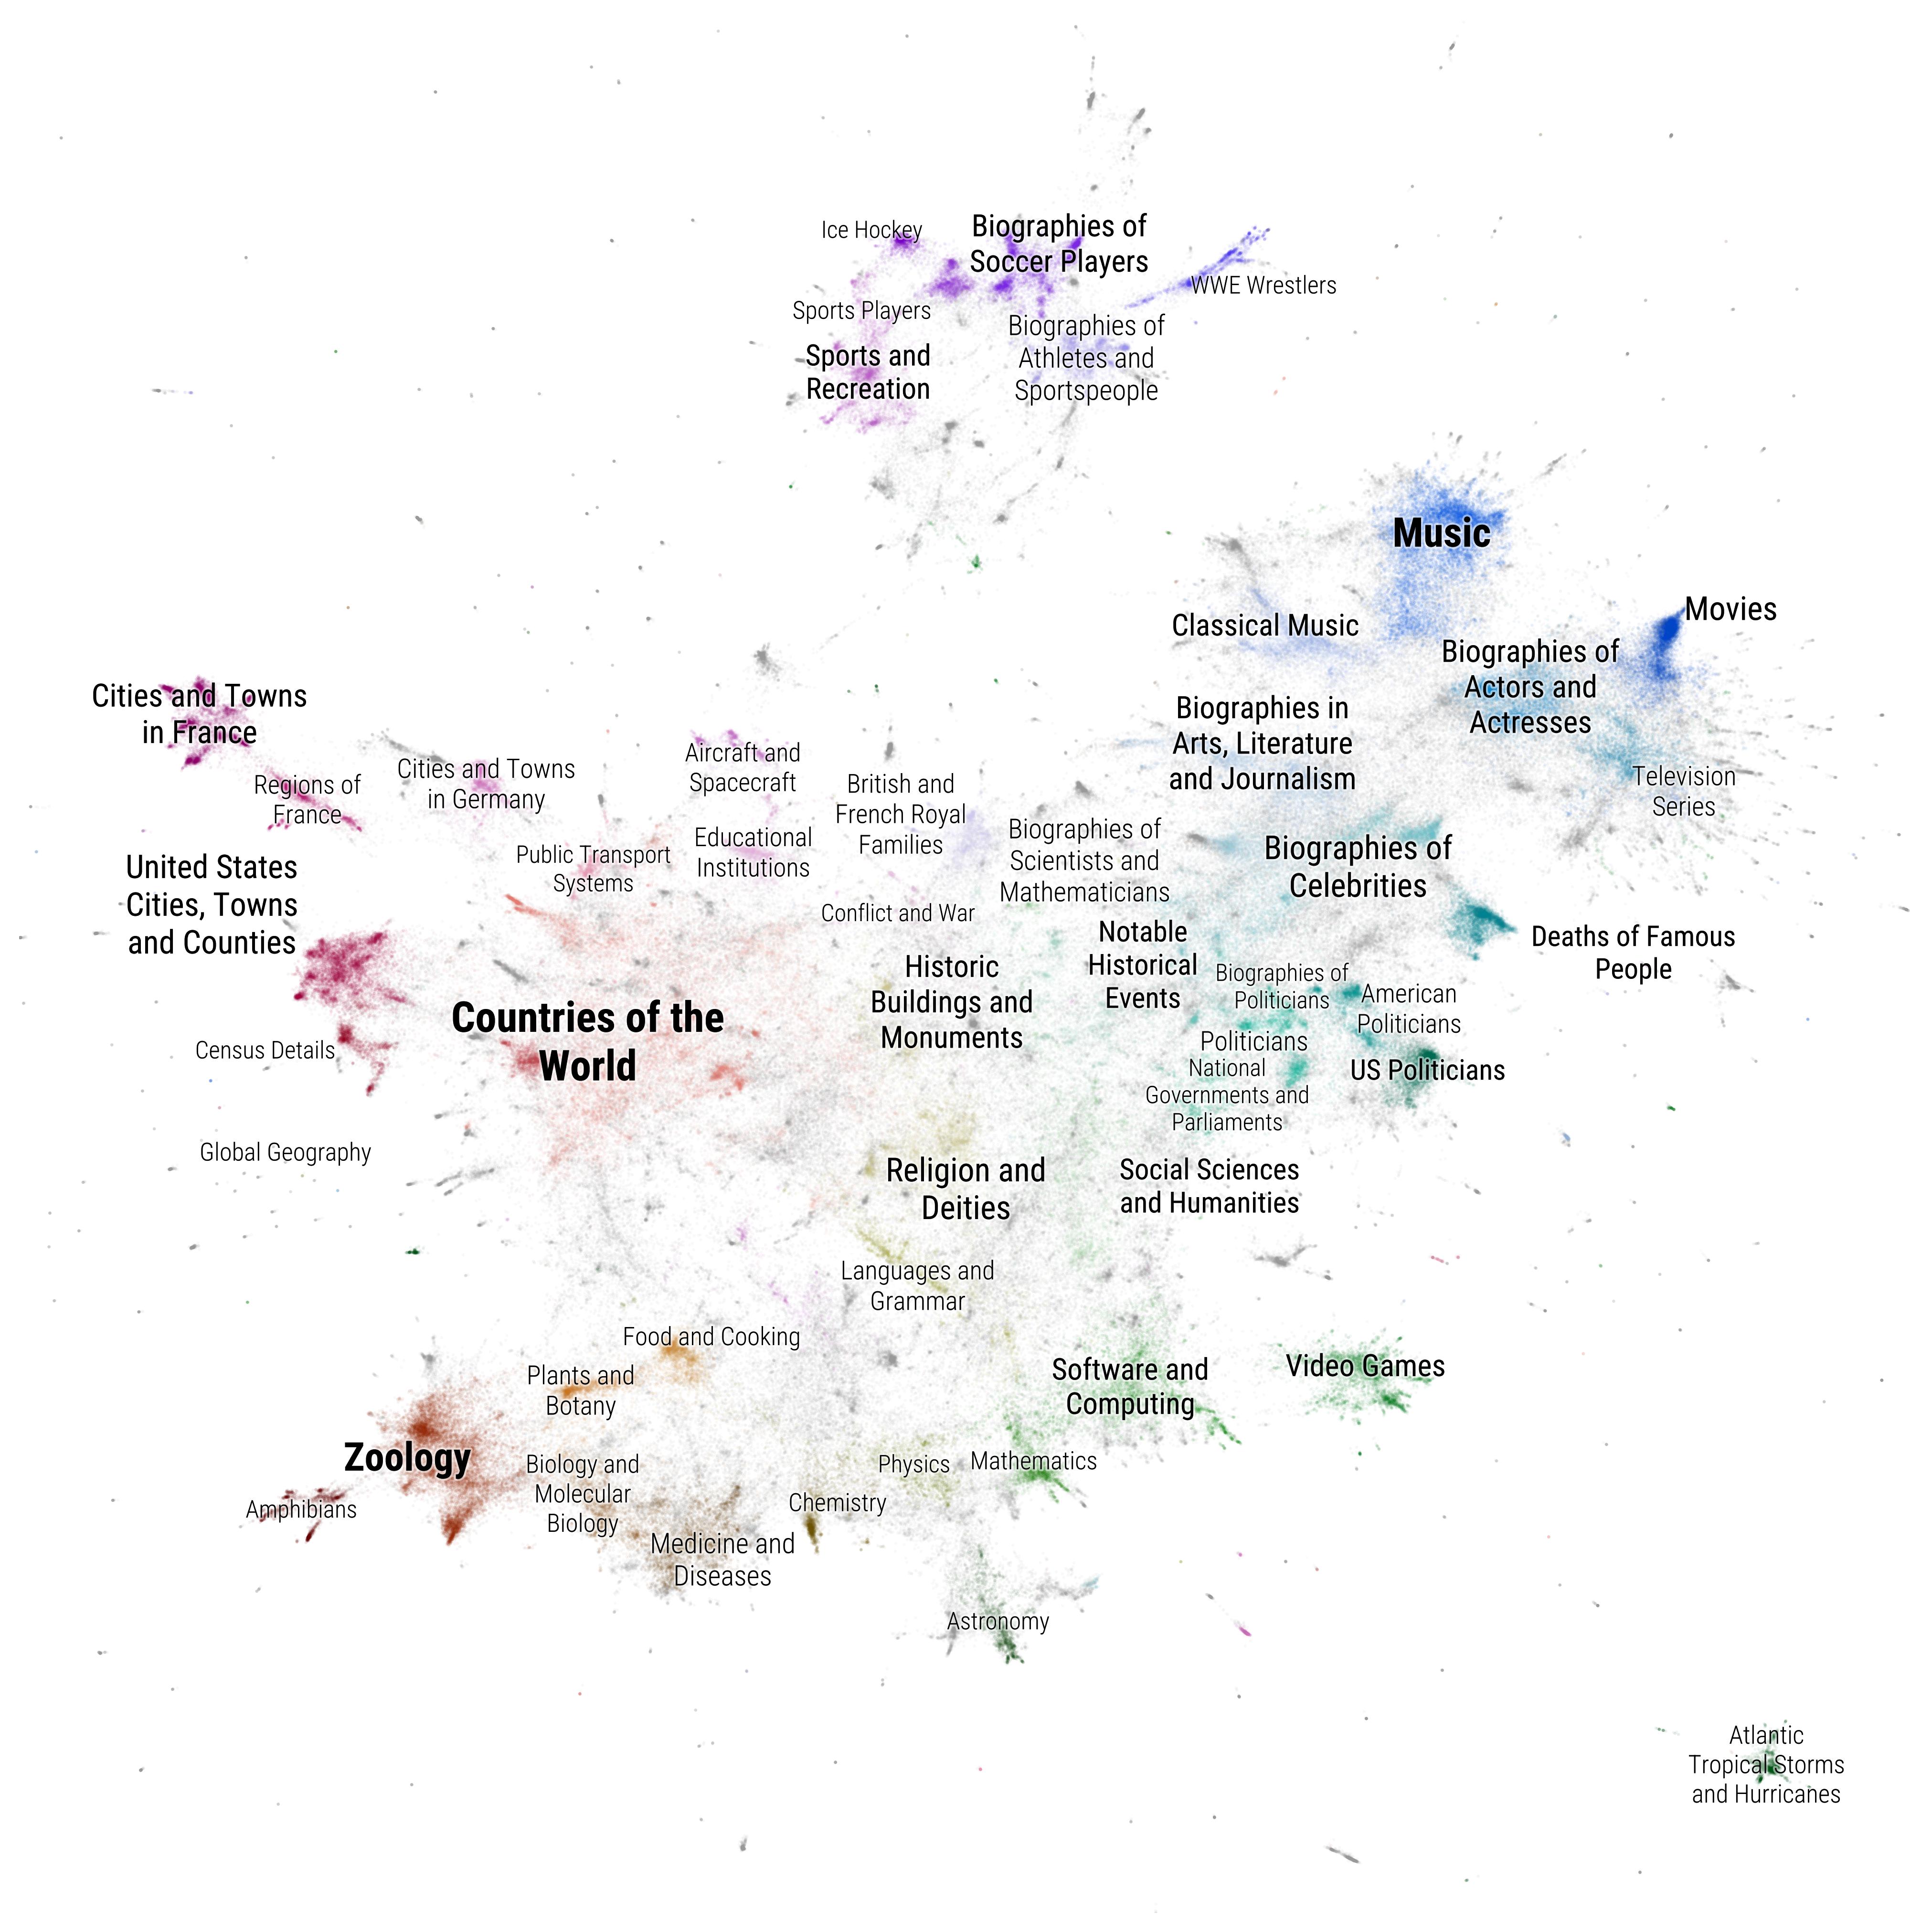 Ice Hockey
Biographies of
Soccer Players
WWE Wrestlers
Sports Players
Biographies of
Athletes and
Sportspeople
Sports and
Recreation
Music
Movies
Classical Music
Biographies of
Actors and
Actresses
Cities and Towns
in France
Biographies in
Arts, Literature
and Journalism
Aircraft and
Spacecraft
Cities and Towns
in Germany
Regions of
France
British and
French Royal
Families
Television
Series
Educational
Institutions
Biographies of
Scientists and
Mathematicians
Public Transport
Systems
Biographies of
Celebrities
United States
Cities, Towns
and Counties
Conflict and War
Notable
Historical
Events
Deaths of Famous
People
Historic
Buildings and
Monuments
Biographies of
Politicians
American
Politicians
Countries of the
World
Politicians
Census Details
National
Governments and
Parliaments
US Politicians
Global Geography
Religion and
Deities
Social Sciences
and Humanities
Languages and
Grammar
Food and Cooking
Plants and
Botany
Software and
Computing
Video Games
Zoology
Biology and
Molecular
Biology
Physics
Mathematics
Amphibians
Chemistry
Medicine and
Diseases
Astronomy
Atlantic
Tropical Storms
and Hurricanes